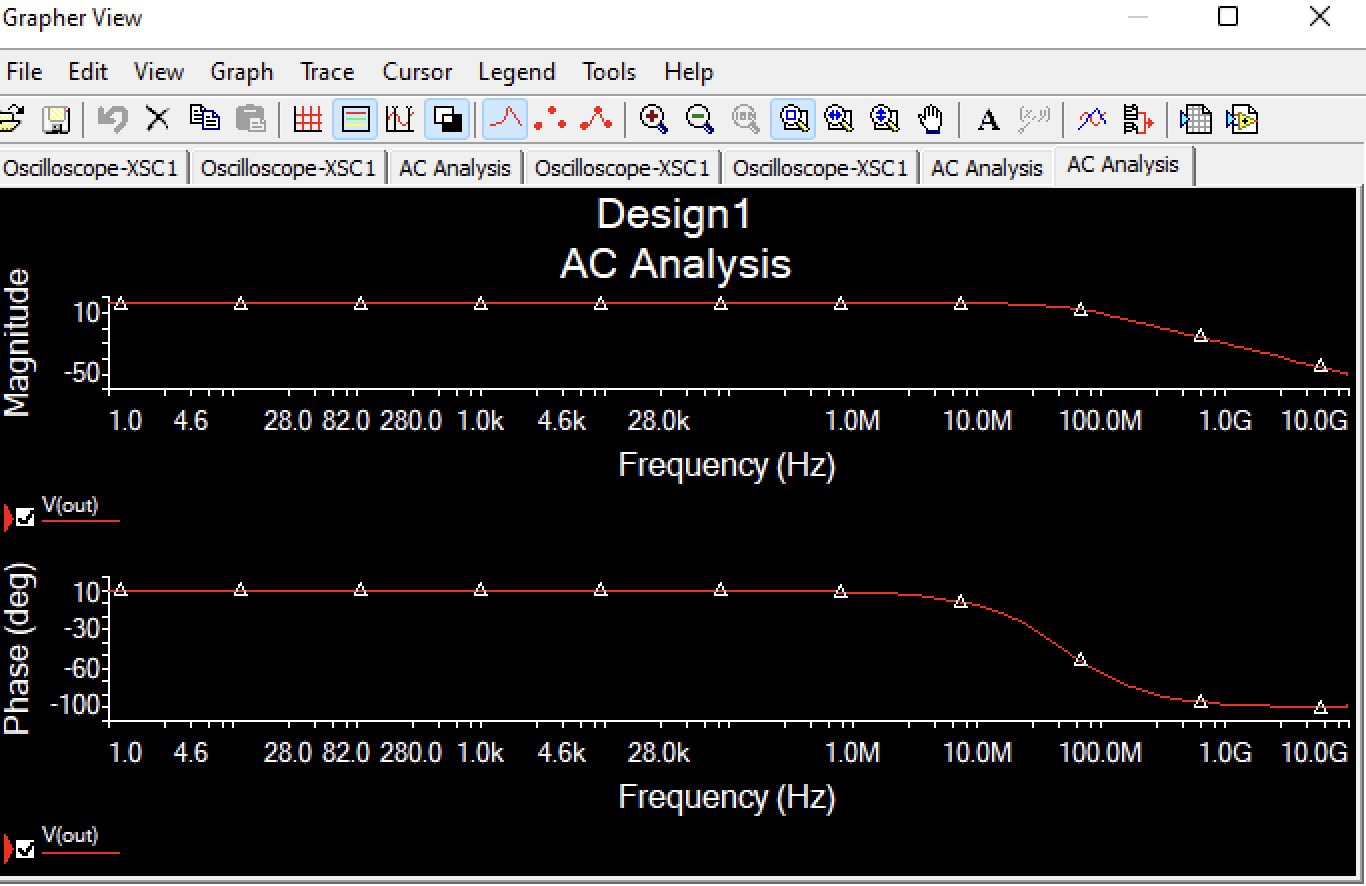 Grapher View
File Edit View Graph Trace Cursor Legend Tools Help
A
Oscilloscope-XSC1 Oscilloscope-XSC1 AC Analysis Oscilloscope-XSC1 Oscilloscope-XSC1 AC Analysis AC Analysis
Design1
AC Analysis
Magnitude
10
-50
1.0 4.6 28.0 82.0 280.0 1.0k 4.6k 28.0k 1.0M 10.0M 100.0M 1.0G 10.0G
Frequency (Hz)
V(out)
Phase (deg)
10
-30
-60
-100
1.0 4.6 28.0 82.0 280.0 1.0k 4.6k 28.0k 1.0M 10.0M 100.0M 1.0G 10.0G
Frequency (Hz)
V(out)